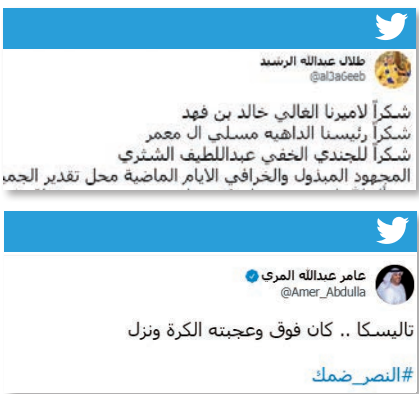 طلال عبدالله الرشيد
@al3a6eeb
شكراً لاميرنا الغالي خالد بن فهد
شكراً رئيسنا الداهيه مسلي ال معمر
شكراً للجندي الخفي عبداللطيف الشثري
المجهود المبذول والخرافي الايام الماضية محل تقدير
عامر عبدالله المري
@Amer_Abdulla
تاليسكا .. كان فوق وعجبته الكرة ونزل
#النصر_ضمك